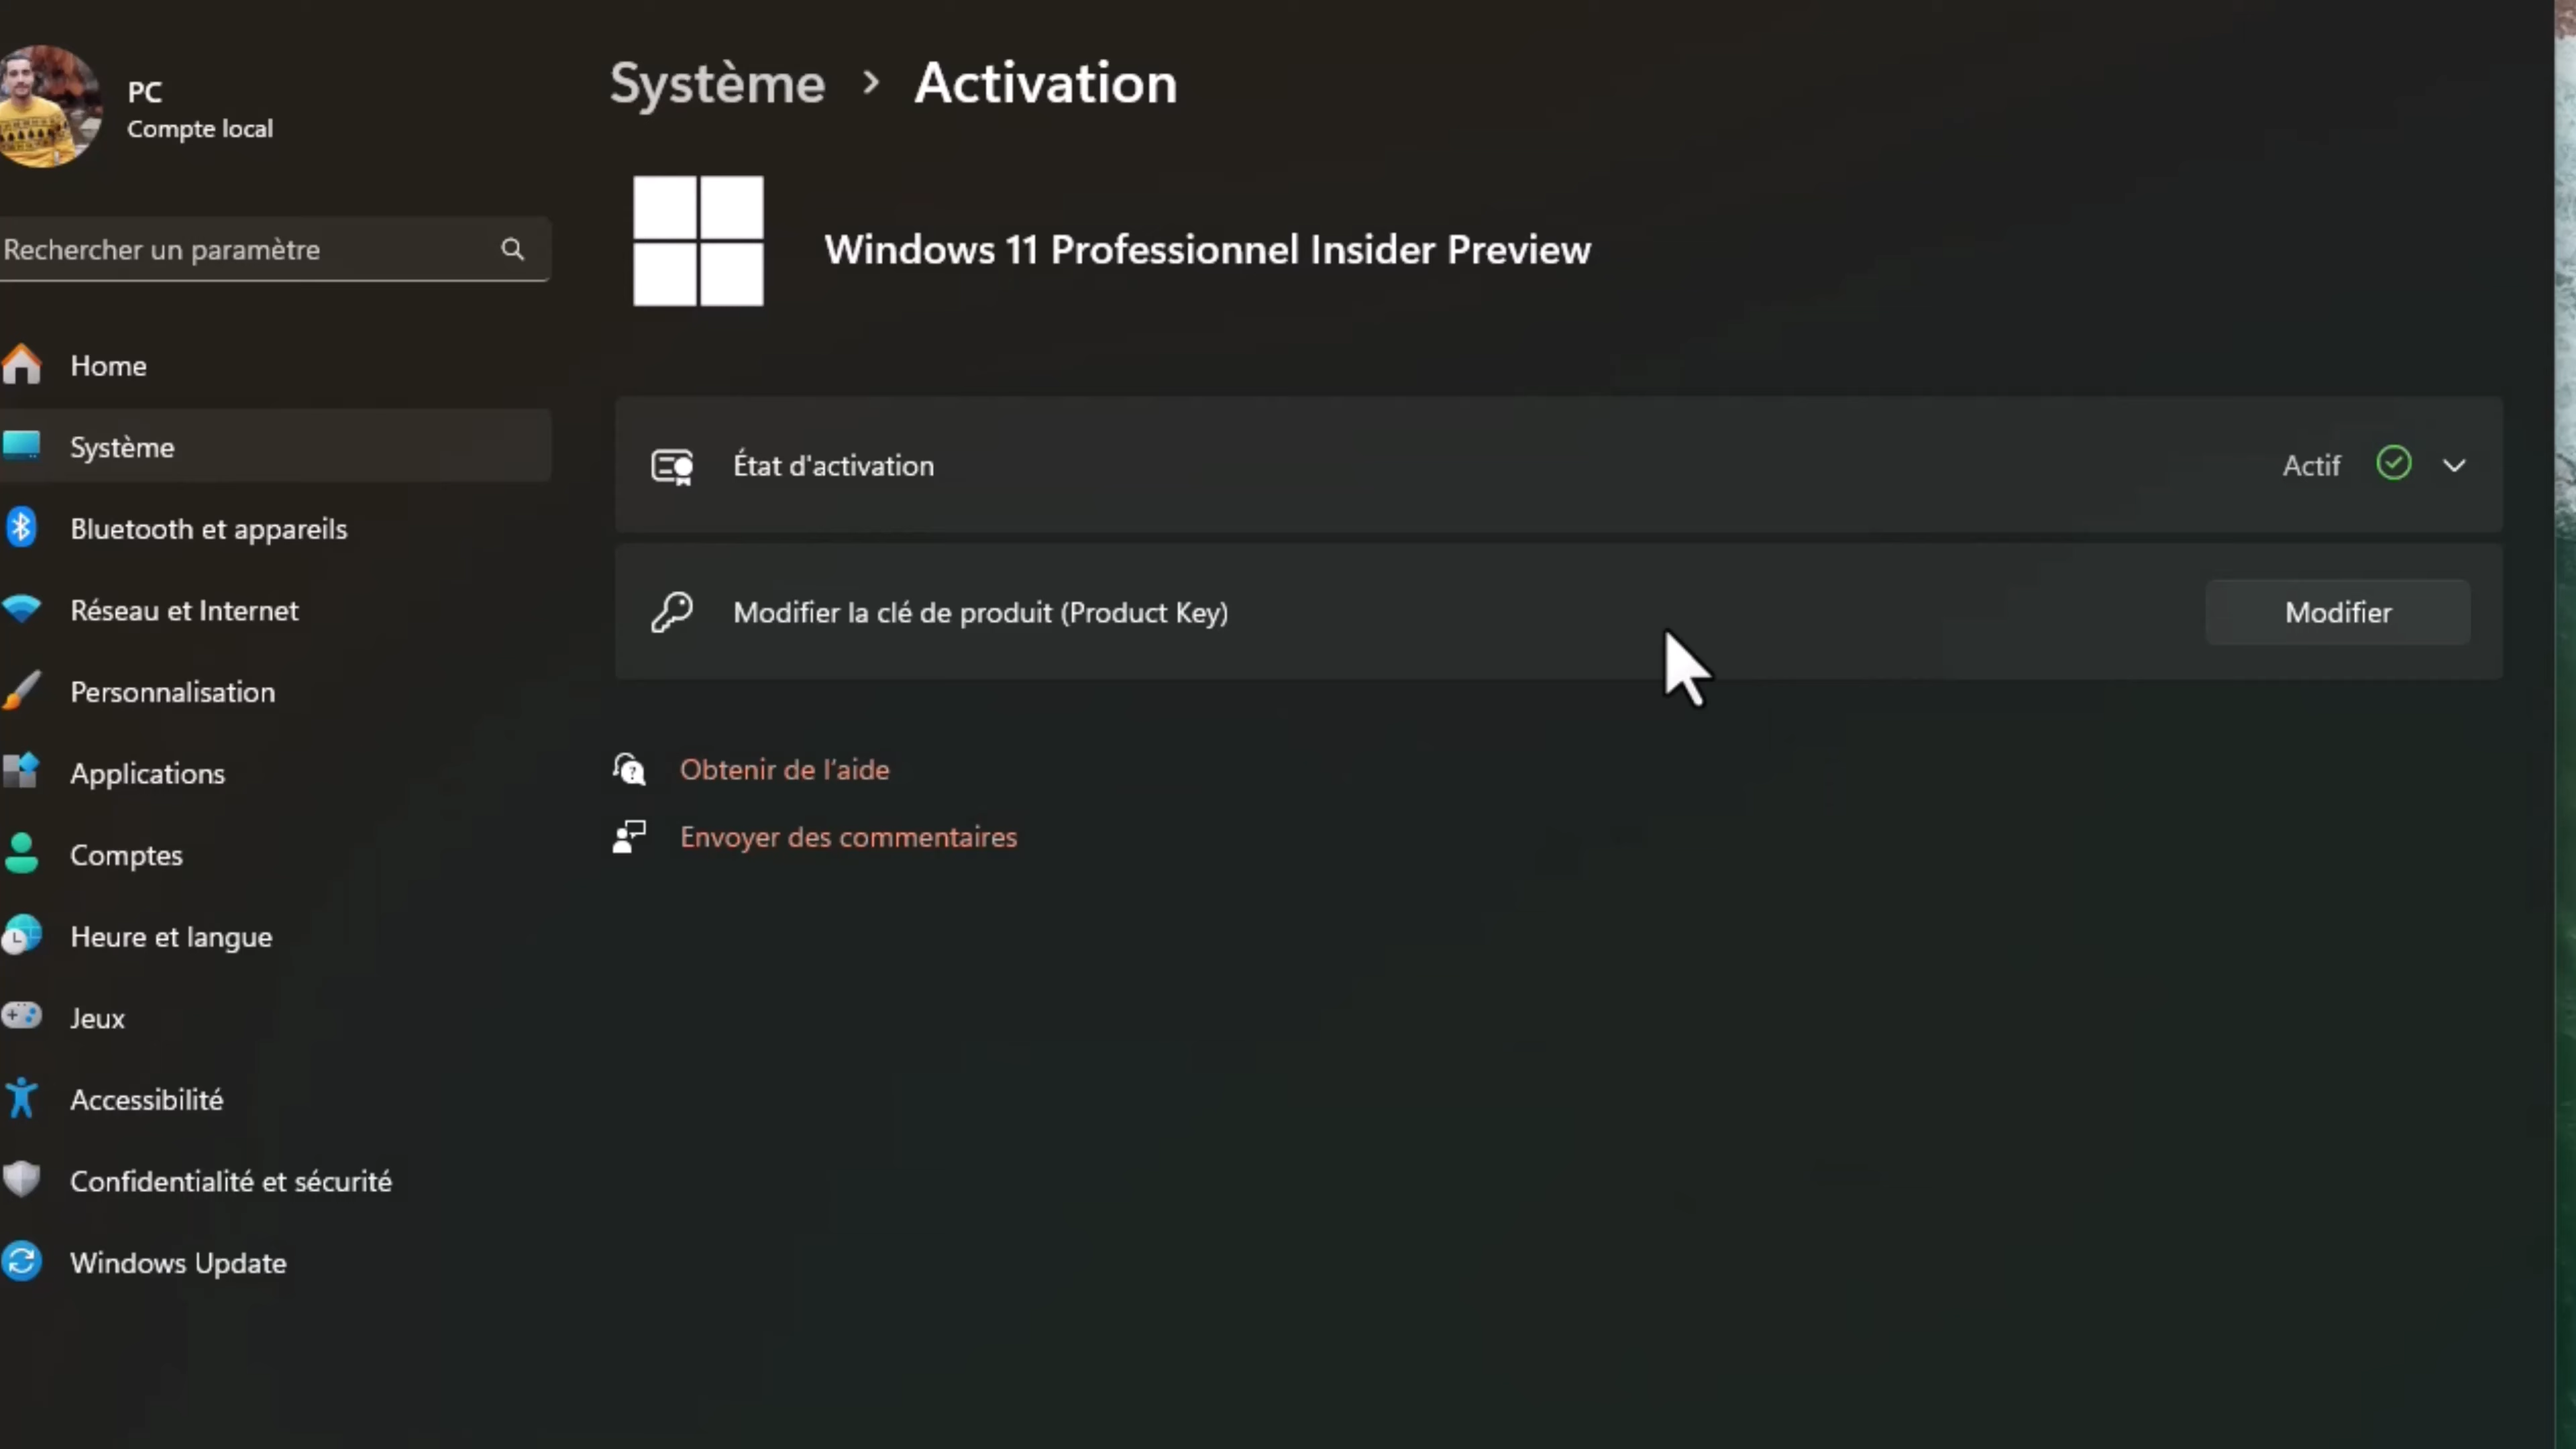 PC
Compte local
Rechercher un paramètre
Home
Système
Bluetooth et appareils
Réseau et Internet
Personnalisation
Applications
Comptes
Heure et langue
Jeux
Accessibilité
Confidentialité et sécurité
Windows Update
Système > Activation
Windows 11 Professionnel Insider Preview
État d'activation Actif
Modifier la clé de produit (Product Key) Modifier
Obtenir de l’aide
Envoyer des commentaires